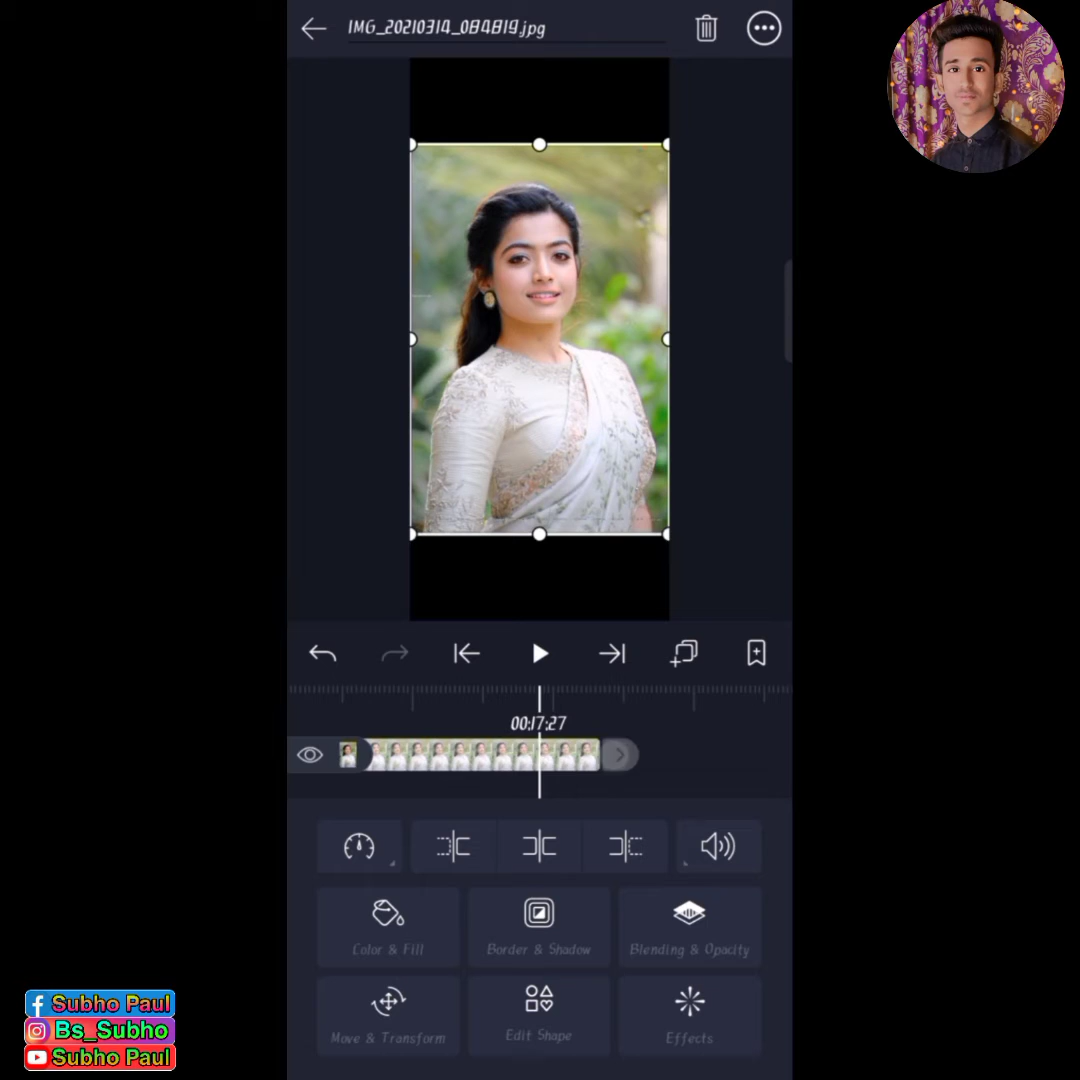 IMG_20210314_084819.jpg
00:17:27
Color & Fill
Border & Shadow
Blending & Opacity
Move & Transform
Edit Shape
Effects
Subho Paul
Bs_Subho
Subho Paul